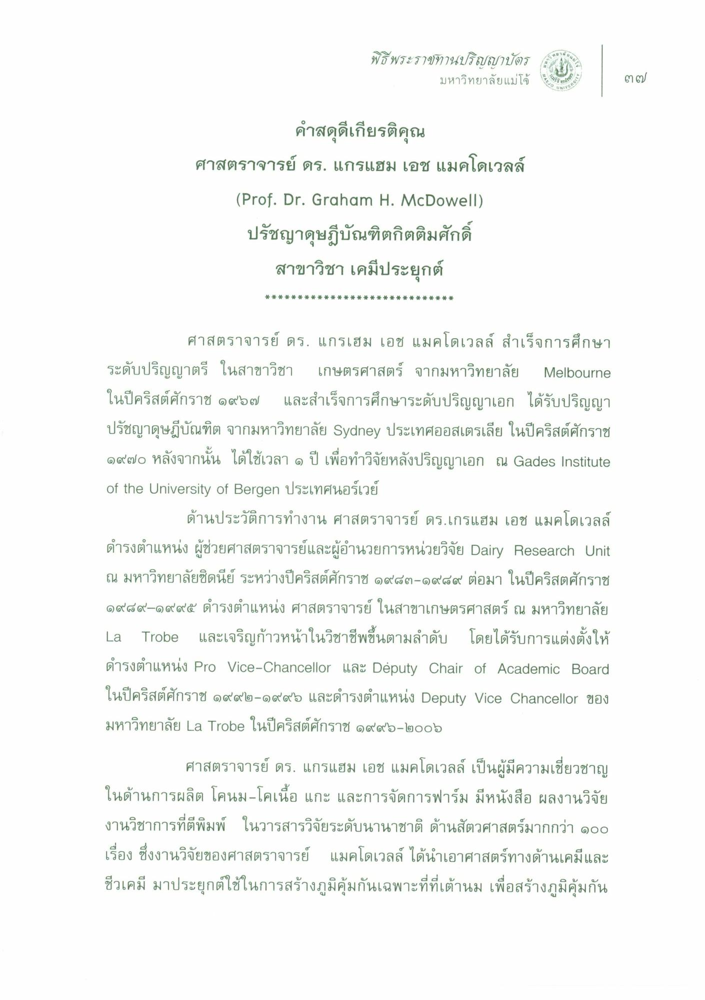 พิธีพระราชทานปริญญาบัตร
มหาวิทยาลัยแม่โจ้
มหาวิทยาลัยแม่โจ้
แม่โจ้ ๒๔๗๗
MAEJO UNIVERSITY
๓๗
คำสดุดีเกียรติคุณ
ศาสตราจารย์ ดร. แกรแฮม เอช แมคโดเวลล์
(Prof. Dr. Graham H. McDowell)
ปรัชญาดุษฎีบัณฑิตกิตติมศักดิ์
สาขาวิชา เคมีประยุกต์
*****************************
ศาสตราจารย์ ดร. แกรเฮม เอช แมคโดเวลล์ สำเร็จการศึกษา
ระดับปริญญาตรี ในสาขาวิชา เกษตรศาสตร์ จากมหาวิทยาลัย Melbourne
ในปีคริสต์ศักราช ๑๙๖๗ และสำเร็จการศึกษาระดับปริญญาเอก ได้รับปริญญา
ปรัชญาดุษฎีบัณฑิต จากมหาวิทยาลัย Sydney ประเทศออสเตรเลีย ในปีคริสต์ศักราช
๑๙๗๐ หลังจากนั้น ได้ใช้เวลา ๑ ปี เพื่อทำวิจัยหลังปริญญาเอก ณ Gades Institute
of the University of Bergen ประเทศนอร์เวย์
ด้านประวัติการทำงาน ศาสตราจารย์ ดร.เกรแฮม เอช แมคโดเวลล์
ดำรงตำแหน่ง ผู้ช่วยศาสตราจารย์และผู้อำนวยการหน่วยวิจัย Dairy Research Unit
ณ มหาวิทยาลัยซิดนีย์ ระหว่างปีคริสต์ศักราช ๑๙๘๓-๑๙๘๙ ต่อมา ในปีคริสตศักราช
๑๙๘๙–๑๙๙๕ ดำรงตำแหน่ง ศาสตราจารย์ ในสาขาเกษตรศาสตร์ ณ มหาวิทยาลัย
La Trobe และเจริญก้าวหน้าในวิชาชีพขึ้นตามลำดับ โดยได้รับการแต่งตั้งให้
ดำรงตำแหน่ง Pro Vice-Chancellor และ Deputy Chair of Academic Board
ในปีคริสต์ศักราช ๑๙๙๒-๑๙๙๖ และดำรงตำแหน่ง Deputy Vice Chancellor ของ
มหาวิทยาลัย La Trobe ในปีคริสต์ศักราช ๑๙๙๖-๒๐๐๖
ศาสตราจารย์ ดร. แกรแฮม เอช แมคโดเวลล์ เป็นผู้มีความเชี่ยวชาญ
ในด้านการผลิต โคนม-โคเนื้อ แกะ และการจัดการฟาร์ม มีหนังสือ ผลงานวิจัย
งานวิชาการที่ตีพิมพ์ ในวารสารวิจัยระดับนานาชาติ ด้านสัตวศาสตร์มากกว่า ๑๐๐
เรื่อง ซึ่งงานวิจัยของศาสตราจารย์ แมคโดเวลล์ ได้นำเอาศาสตร์ทางด้านเคมีและ
ชีวเคมี มาประยุกต์ใช้ในการสร้างภูมิคุ้มกันเฉพาะที่ที่เต้านม เพื่อสร้างภูมิคุ้มกัน